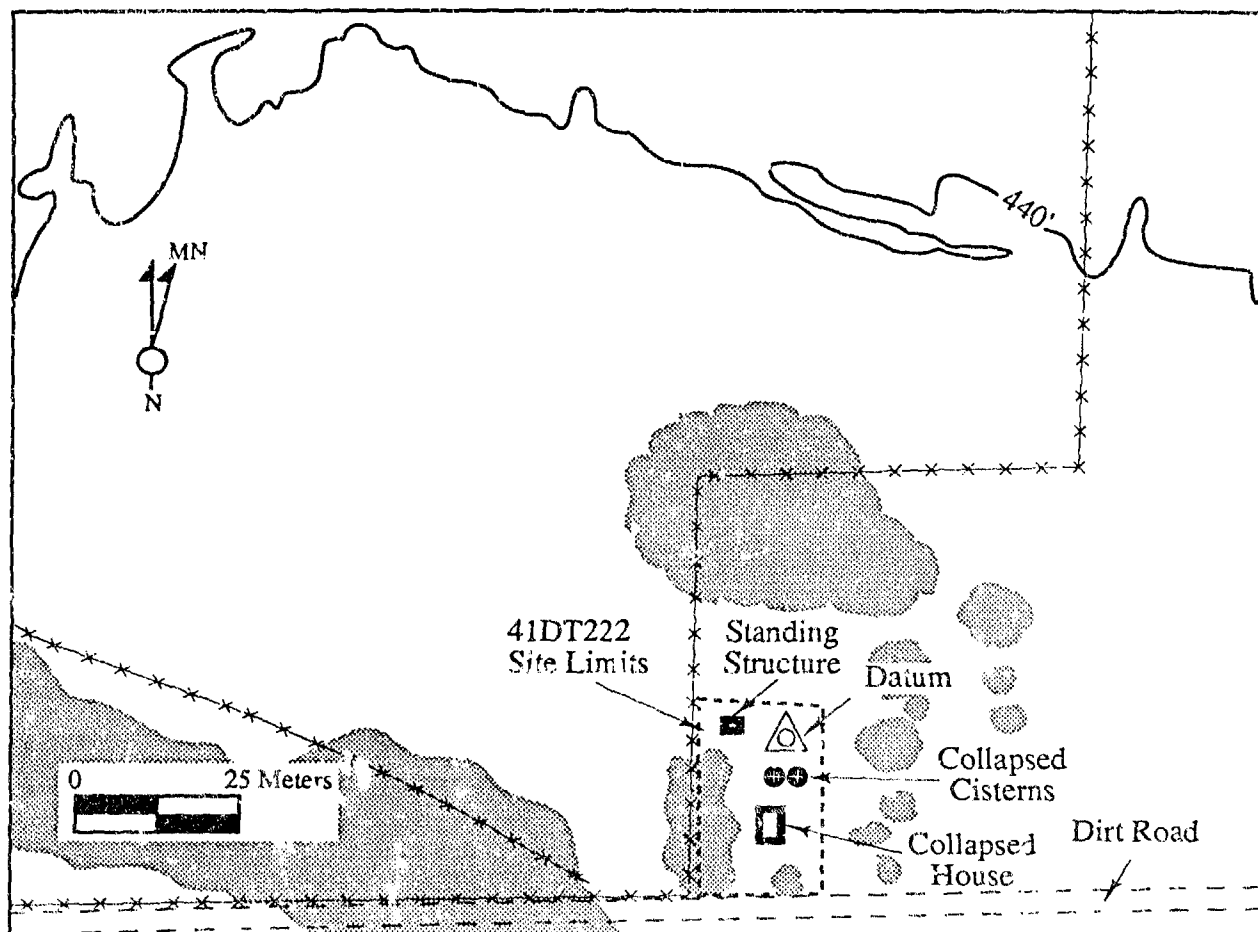 440'
MN
N
41DT222
Site Limits
Standing
Structure
Datum
0 25 Meters
Collapsed
Cisterns
Collapsed
House
Dirt Road